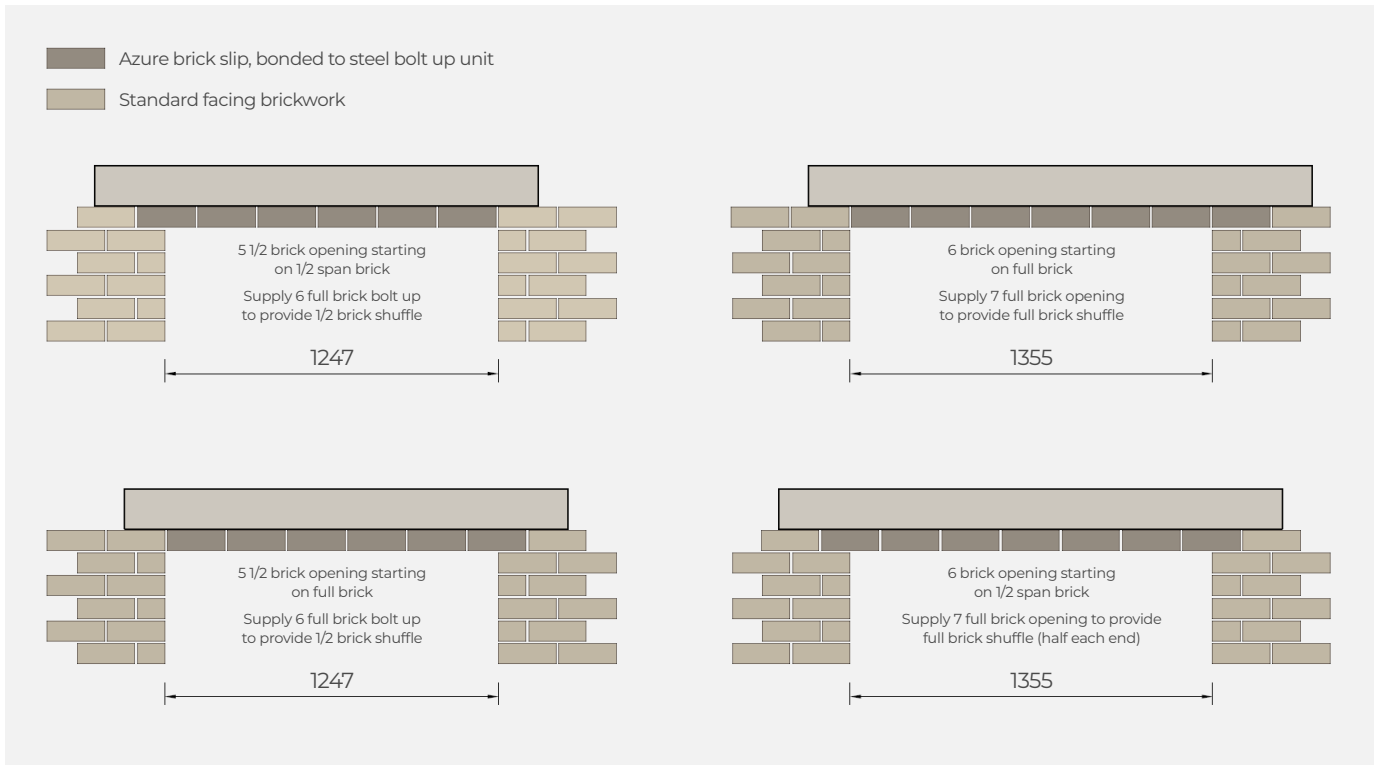 Azure brick slip, bonded to steel bolt up unit
Standard facing brickwork
5 1/2 brick opening starting
on 1/2 span brick
Supply 6 full brick bolt up
to provide 1/2 brick shuffle
1247
6 brick opening starting
on full brick
Supply 7 full brick opening
to provide full brick shuffle
1355
5 1/2 brick opening starting
on full brick
Supply 6 full brick bolt up
to provide 1/2 brick shuffle
1247
6 brick opening starting
on 1/2 span brick
Supply 7 full brick opening to provide
full brick shuffle (half each end)
1355